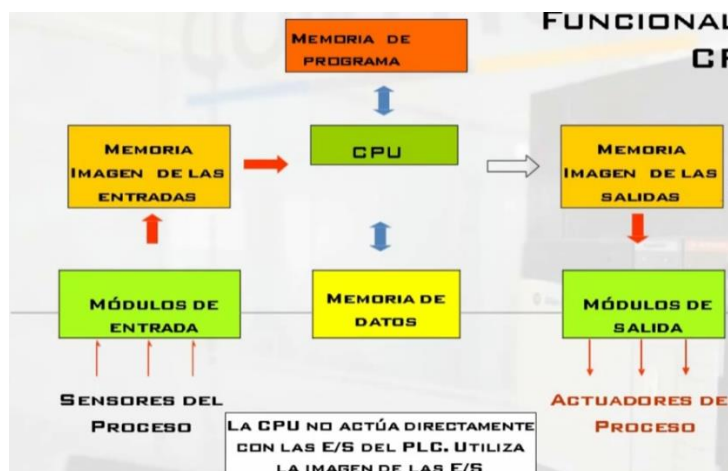 FUNCIONAL
MEMORIA DE
PROGRAMA
MEMORIA
IMAGEN DE LAS
ENTRADAS
CPU
MEMORIA
IMAGEN DE LAS
SALIDAS
MÓDULOS DE
ENTRADA
MEMORIA DE
DATOS
MÓDULOS DE
SALIDA
SENSORES DEL
PROCESO
ACTUADORES DE
PROCESO
LA CPU NO ACTÚA DIRECTAMENTE
CON LAS E/S DEL PLC. UTILIZA
LA IMAGEN DE LAS E/S